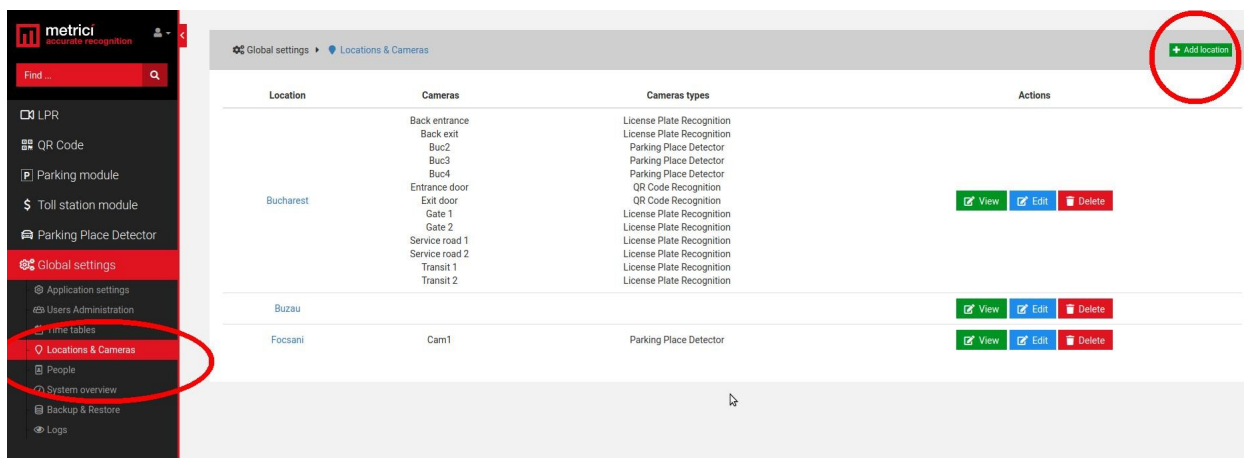 metrici
accurate recognition
Find ...
LPR
QR Code
Parking module
Toll station module
Parking Place Detector
Global settings
Application settings
Users Administration
Time tables
Locations & Cameras
People
System overview
Backup & Restore
Logs
Global settings Locations & Cameras
+ Add location
Location Cameras Cameras types Actions
Back entrance License Plate Recognition
Back exit License Plate Recognition
Buc2 Parking Place Detector
Buc3 Parking Place Detector
Buc4 Parking Place Detector
Entrance door QR Code Recognition
Bucharest Exit door QR Code Recognition View Edit Delete
Gate 1 License Plate Recognition
Gate 2 License Plate Recognition
Service road 1 License Plate Recognition
Service road 2 License Plate Recognition
Transit 1 License Plate Recognition
Transit 2 License Plate Recognition
Buzau View Edit Delete
Focsani Cam1 Parking Place Detector View Edit Delete